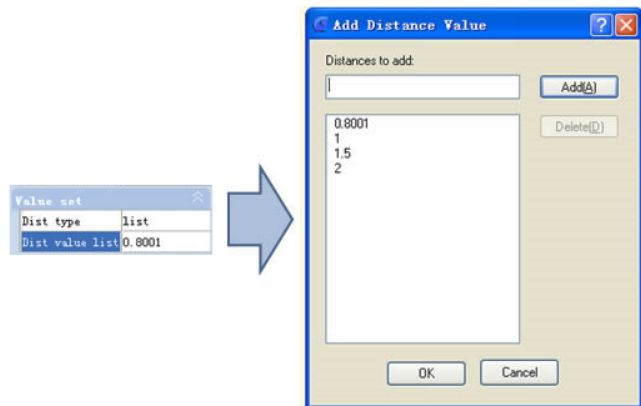 Value set
Dist type list
Dist value list 0.8001
Add Distance Value
Distances to add:
Add(A)
0.8001
Delete(D)
1
1.5
2
OK Cancel